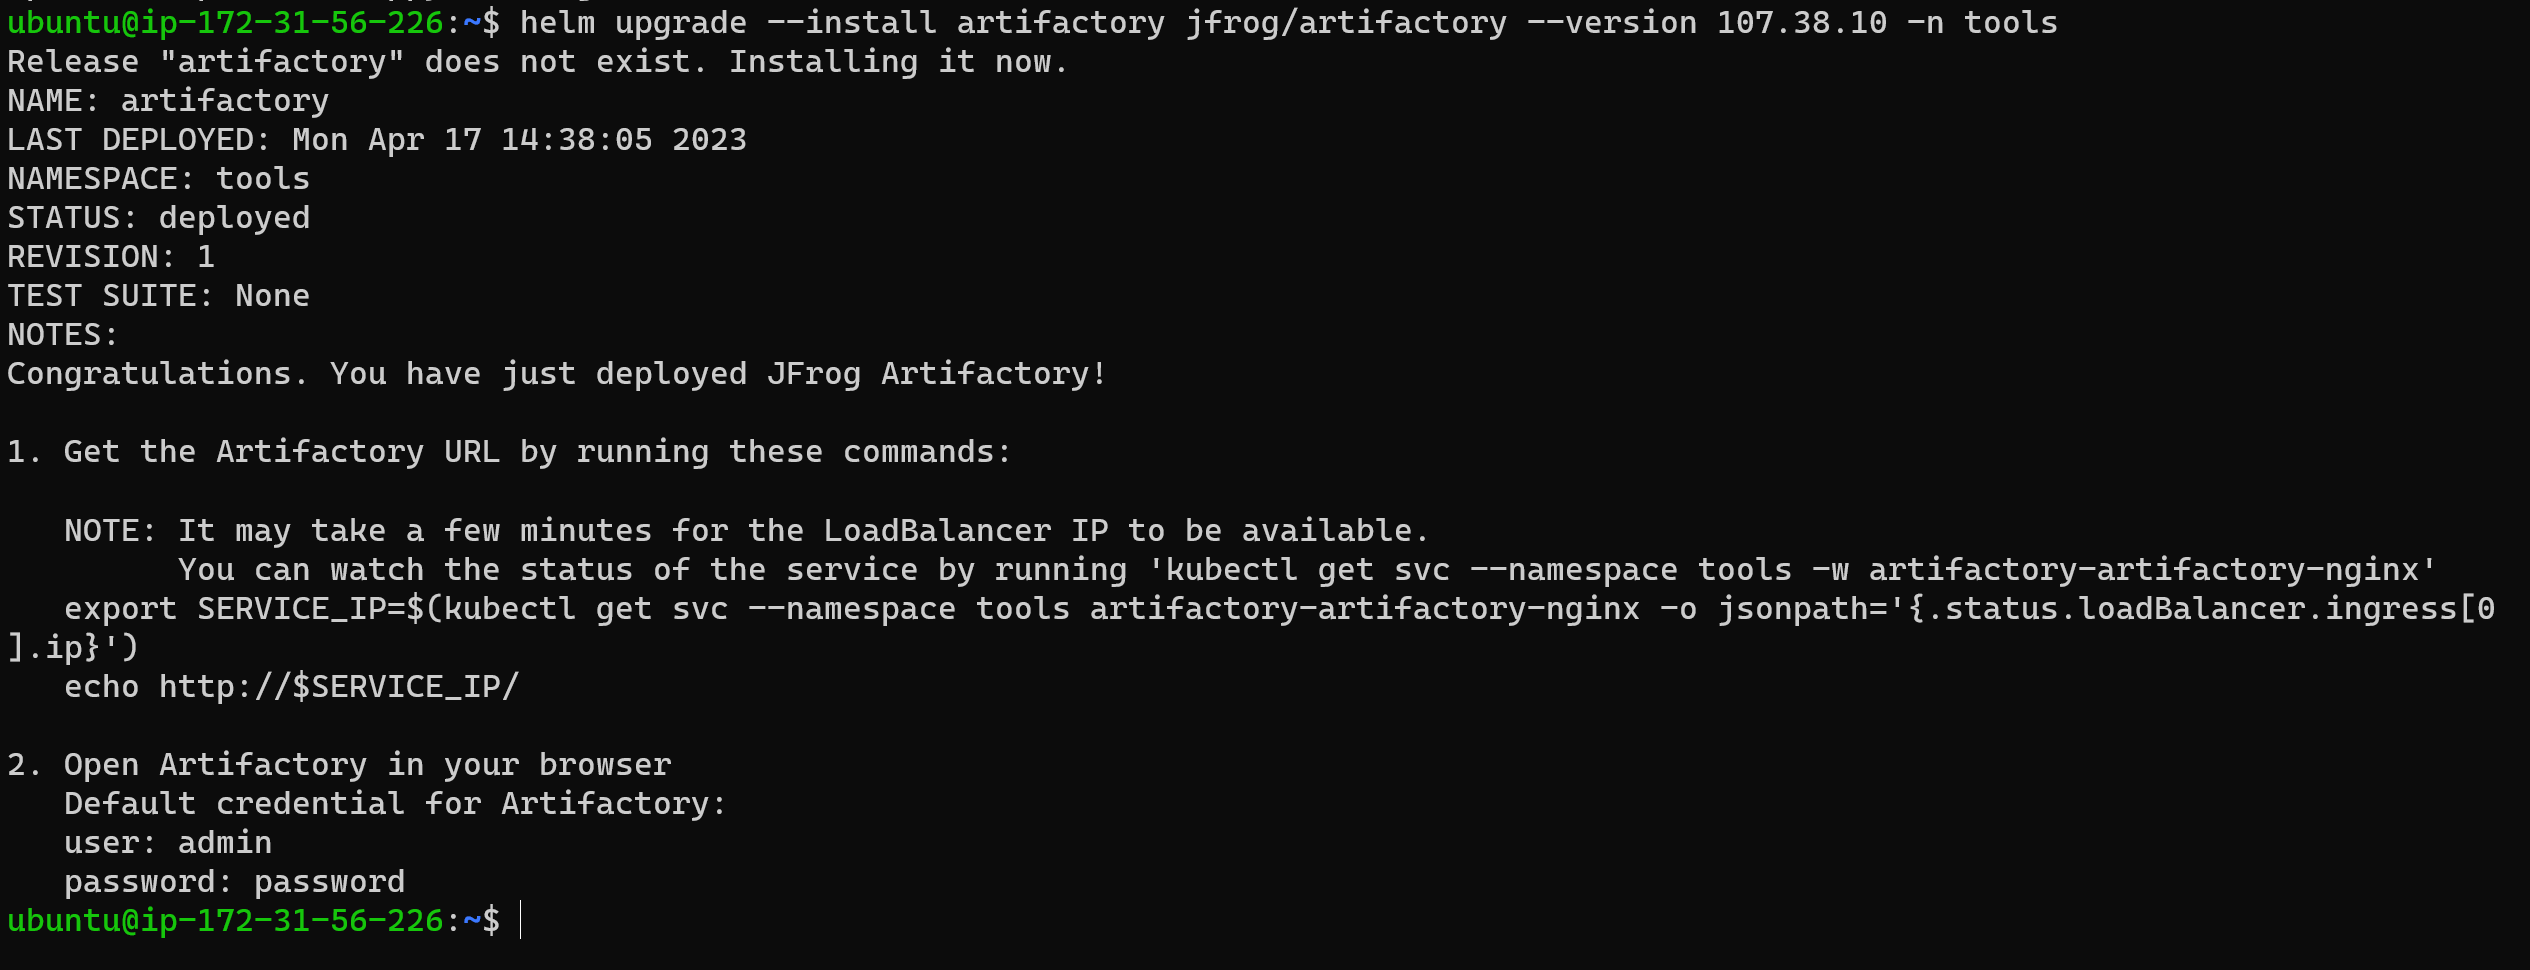 ubuntu@ip-172-31-56-226:~$ helm upgrade --install artifactory jfrog/artifactory --version 107.38.10 -n tools
Release "artifactory" does not exist. Installing it now.
NAME: artifactory
LAST DEPLOYED: Mon Apr 17 14:38:05 2023
NAMESPACE: tools
STATUS: deployed
REVISION: 1
TEST SUITE: None
NOTES:
Congratulations. You have just deployed JFrog Artifactory!
1. Get the Artifactory URL by running these commands:
NOTE: It may take a few minutes for the LoadBalancer IP to be available.
You can watch the status of the service by running 'kubectl get svc --namespace tools -w artifactory-artifactory-nginx'
export SERVICE_IP=$(kubectl get svc --namespace tools artifactory-artifactory-nginx -o jsonpath='{.status.loadBalancer.ingress[0
].ip}')
echo http://$SERVICE_IP/
2. Open Artifactory in your browser
Default credential for Artifactory:
user: admin
password: password
ubuntu@ip-172-31-56-226:~$